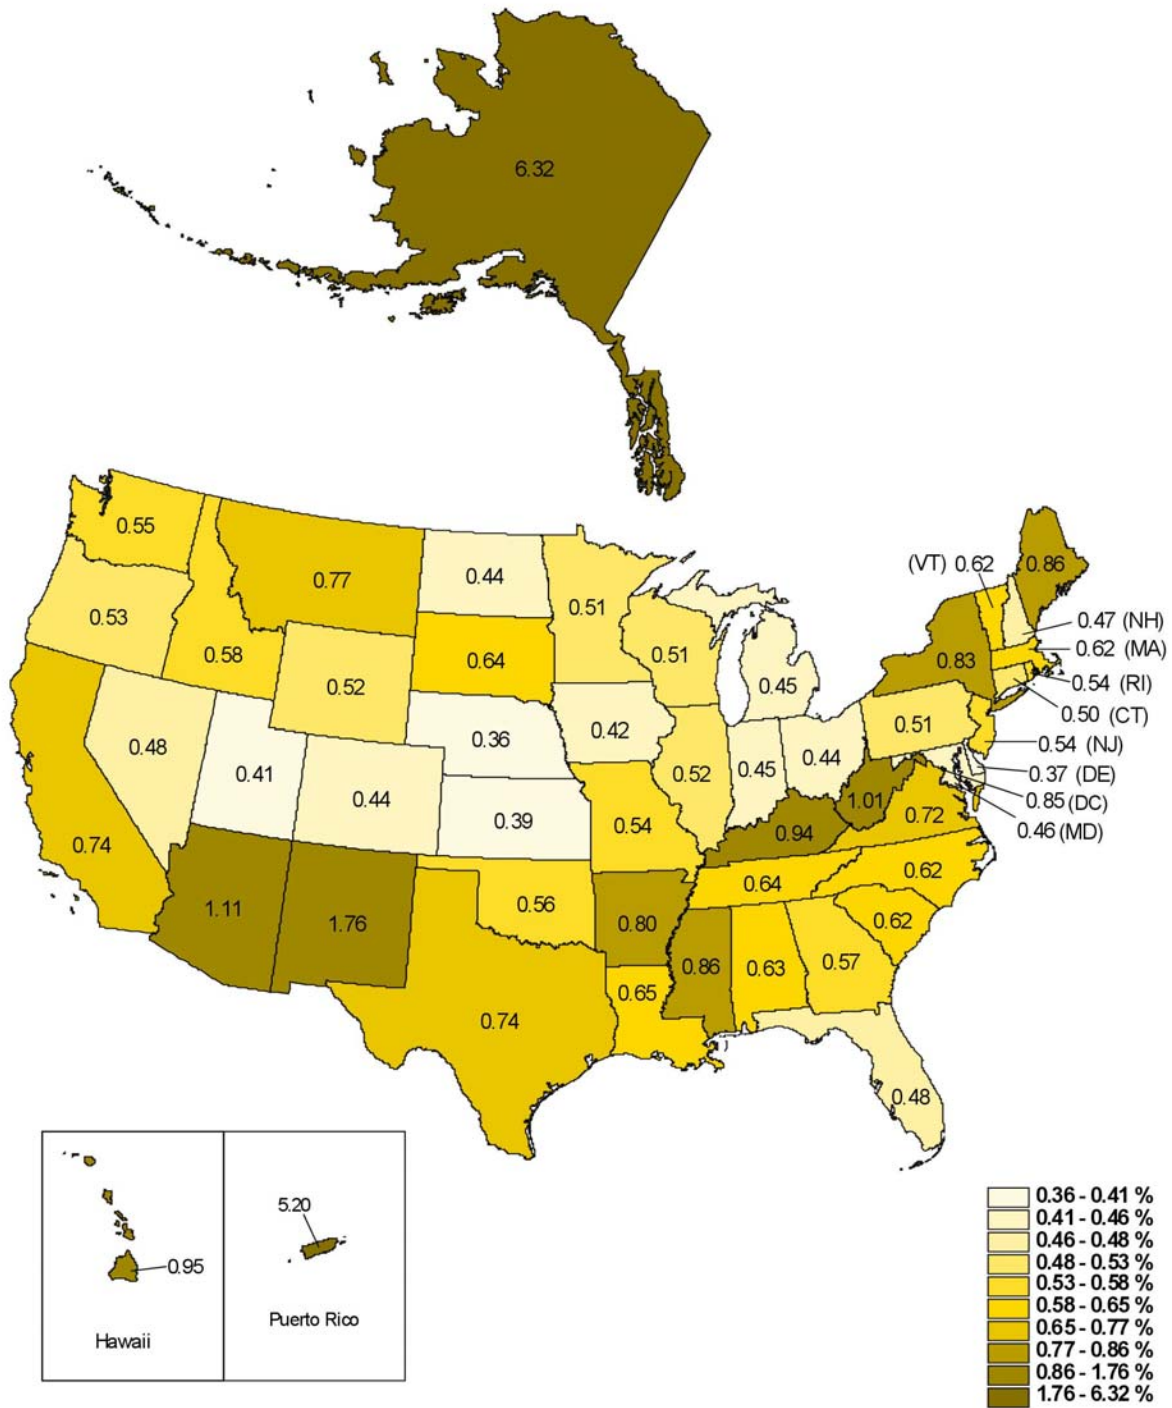 6.32
0.55
0.77
0.44
0.51
(VT) 0.62
0.86
0.53
0.58
0.52
0.64
0.51
0.45
0.83
0.47 (NH)
0.62 (MA)
0.54 (RI)
0.50 (CT)
0.48
0.41
0.44
0.36
0.42
0.52
0.45
0.44
0.51
0.54 (NJ)
0.37 (DE)
0.85 (DC)
0.46 (MD)
0.74
0.39
0.54
0.94
1.01
0.72
1.11
1.76
0.56
0.80
0.64
0.62
0.62
0.74
0.65
0.86
0.63
0.57
0.48
0.95
Hawaii
5.20
Puerto Rico
0.36 - 0.41 %
0.41 - 0.46 %
0.46 - 0.48 %
0.48 - 0.53 %
0.53 - 0.58 %
0.58 - 0.65 %
0.65 - 0.77 %
0.77 - 0.86 %
0.86 - 1.76 %
1.76 - 6.32 %